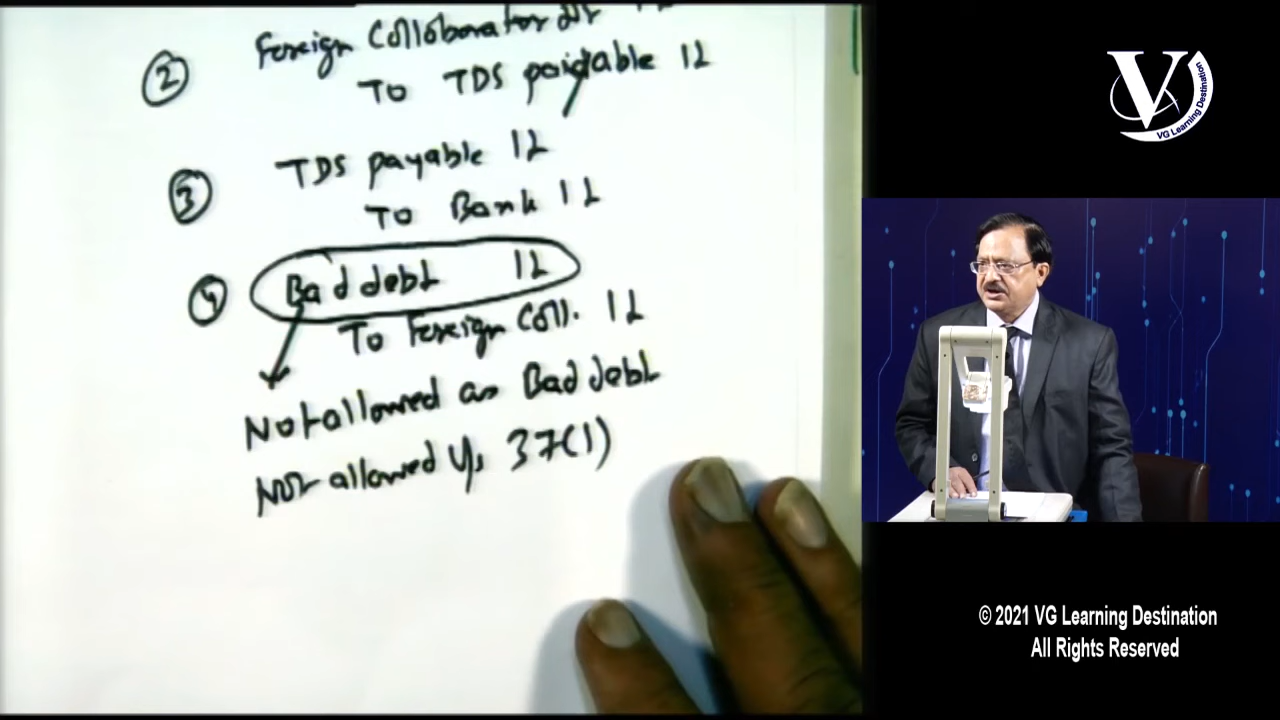 ② Foreign Collaborator Dr 1L
To TDS payable 1L
③ TDS payable 1L
To Bank 1L
④ Bad debt 1L
To Foreign Coll. 1L
Not allowed as Bad debt
Not allowed u/s 37(1)
V
VG Learning Destination
© 2021 VG Learning Destination
All Rights Reserved